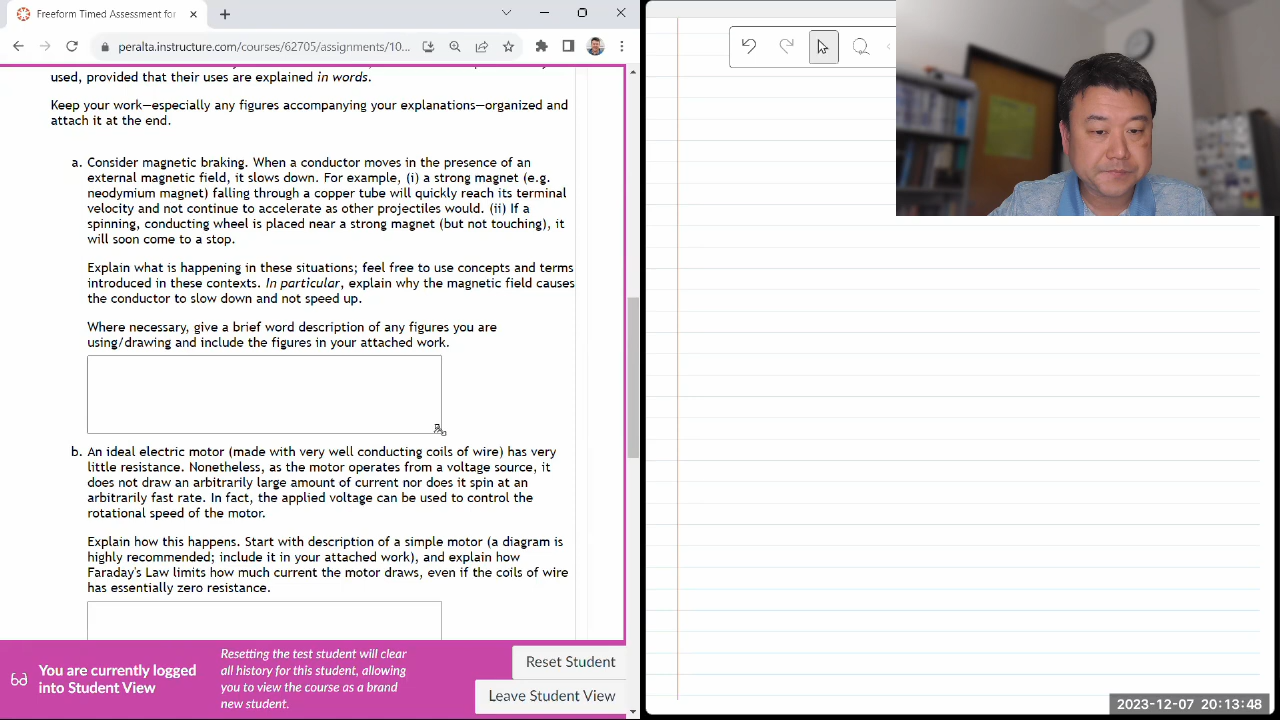 Freeform Timed Assessment for
peralta.instructure.com/courses/62705/assignments/10...
used, provided that their uses are explained in words.
Keep your work—especially any figures accompanying your explanations—organized and
attach it at the end.
a. Consider magnetic braking. When a conductor moves in the presence of an
external magnetic field, it slows down. For example, (i) a strong magnet (e.g.
neodymium magnet) falling through a copper tube will quickly reach its terminal
velocity and not continue to accelerate as other projectiles would. (ii) If a
spinning, conducting wheel is placed near a strong magnet (but not touching), it
will soon come to a stop.
Explain what is happening in these situations; feel free to use concepts and terms
introduced in these contexts. In particular, explain why the magnetic field causes
the conductor to slow down and not speed up.
Where necessary, give a brief word description of any figures you are
using/drawing and include the figures in your attached work.
b. An ideal electric motor (made with very well conducting coils of wire) has very
little resistance. Nonetheless, as the motor operates from a voltage source, it
does not draw an arbitrarily large amount of current nor does it spin at an
arbitrarily fast rate. In fact, the applied voltage can be used to control the
rotational speed of the motor.
Explain how this happens. Start with description of a simple motor (a diagram is
highly recommended; include it in your attached work), and explain how
Faraday's Law limits how much current the motor draws, even if the coils of wire
has essentially zero resistance.
You are currently logged
into Student View
Resetting the test student will clear
all history for this student, allowing
you to view the course as a brand
new student.
Reset Student
Leave Student View
2023-12-07 20:13:48